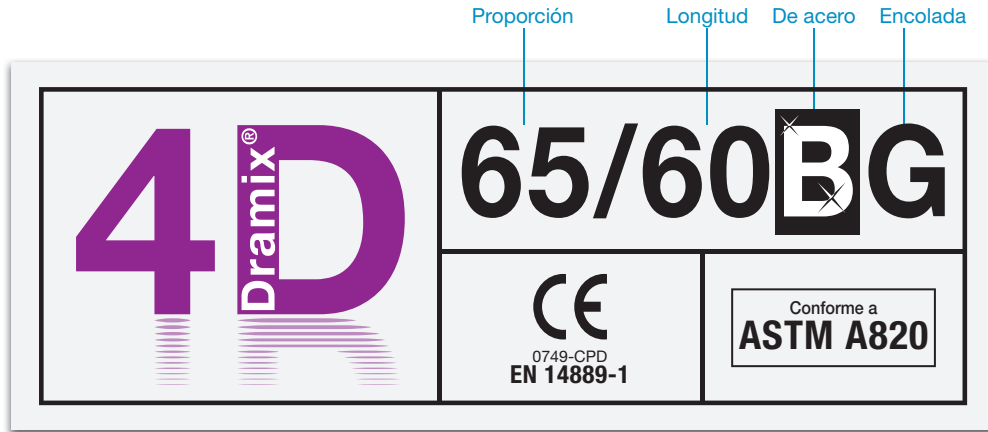 Proporción Longitud De acero Encolada
4D Dramix®
65/60BG
CE
0749-CPD
EN 14889-1
Conforme a
ASTM A820